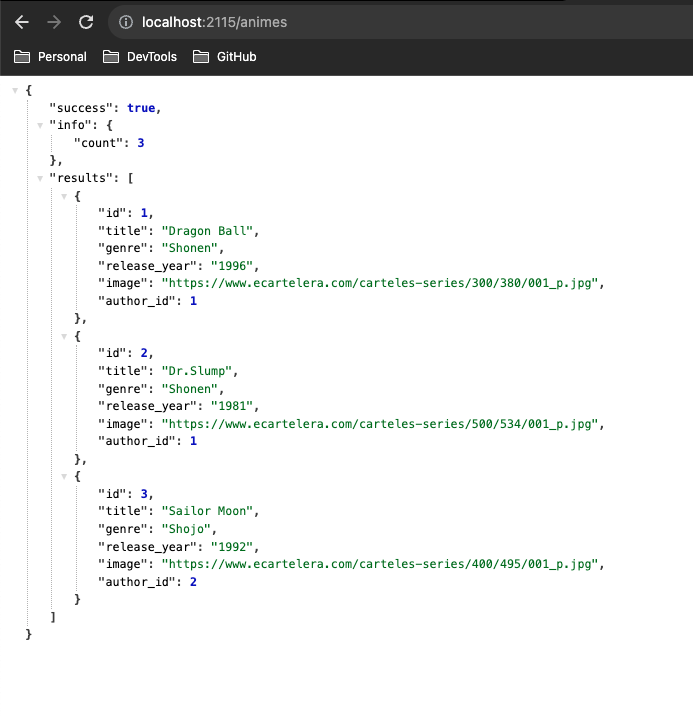 localhost:2115/animes
Personal DevTools GitHub
{
"success": true,
"info": {
"count": 3
},
"results": [
{
"id": 1,
"title": "Dragon Ball",
"genre": "Shonen",
"release_year": "1996",
"image": "https://www.ecartelera.com/carteles-series/300/380/001_p.jpg",
"author_id": 1
},
{
"id": 2,
"title": "Dr.Slump",
"genre": "Shonen",
"release_year": "1981",
"image": "https://www.ecartelera.com/carteles-series/500/534/001_p.jpg",
"author_id": 1
},
{
"id": 3,
"title": "Sailor Moon",
"genre": "Shojo",
"release_year": "1992",
"image": "https://www.ecartelera.com/carteles-series/400/495/001_p.jpg",
"author_id": 2
}
]
}